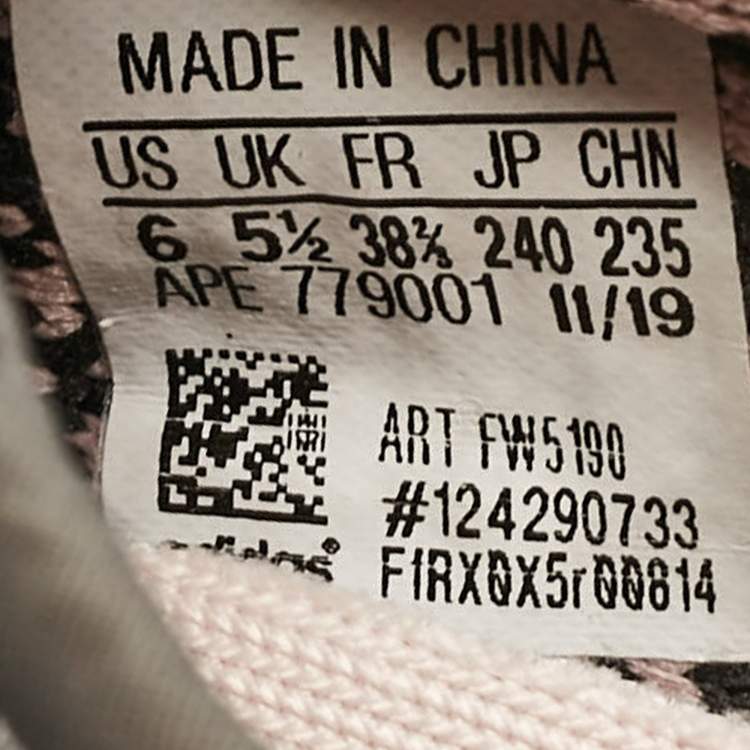 MADE IN CHINA
US UK FR JP CHN
6 5½ 38⅔ 240 235
APE 779001 11/19
ART FW5190
#124290733
adidas®